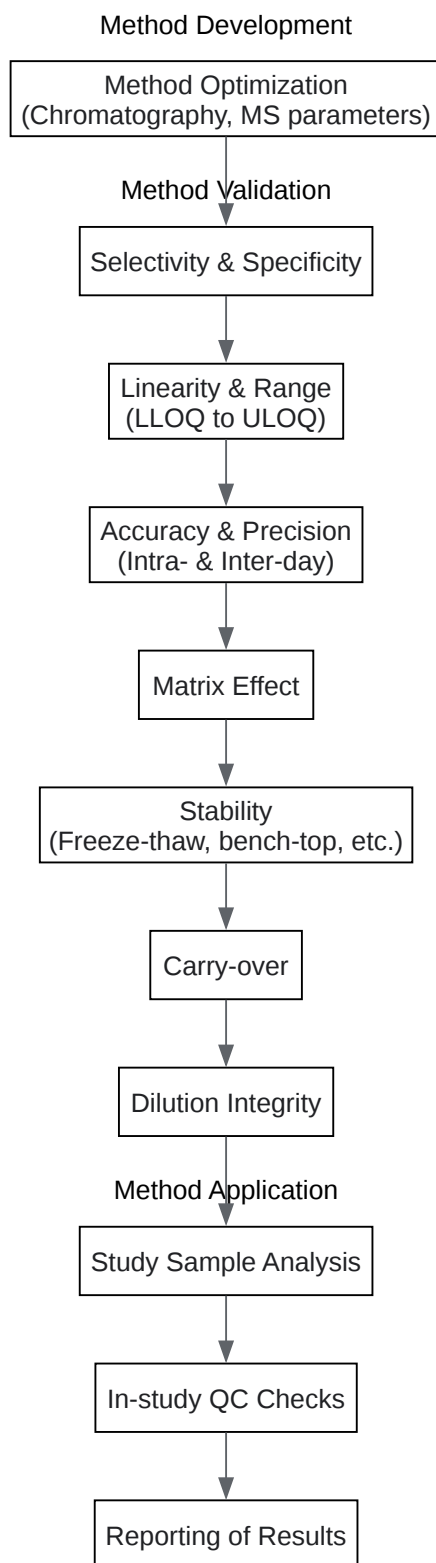 Method Development
Method Optimization
(Chromatography, MS parameters)
Method Validation
Selectivity & Specificity
Linearity & Range
(LLOQ to ULOQ)
Accuracy & Precision
(Intra- & Inter-day)
Matrix Effect
Stability
(Freeze-thaw, bench-top, etc.)
Carry-over
Dilution Integrity
Method Application
Study Sample Analysis
In-study QC Checks
Reporting of Results